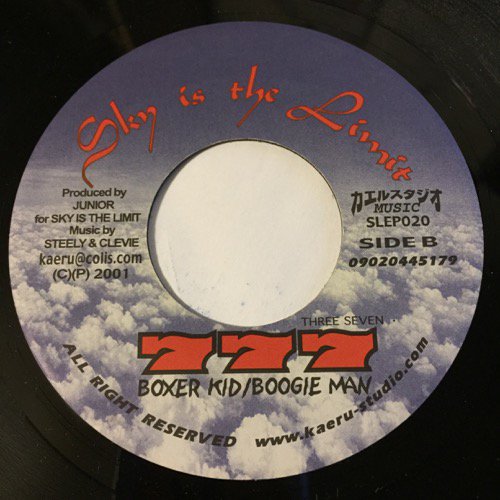 Sky is the Limit
Produced by
JUNIOR
for SKY IS THE LIMIT
Music by
STEELY & CLEVIE
kaeru@colis.com
(C)(P) 2001
カエルスタジオ
MUSIC
SLEP020
SIDE B
09020445179
THREE SEVEN
777
BOXER KID/BOOGIE MAN
ALL RIGHT RESERVED
www.kaeru-studio.com